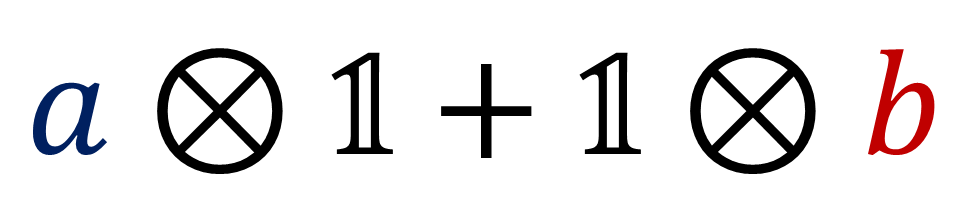 a ⊗ 𝟙 + 𝟙 ⊗ b